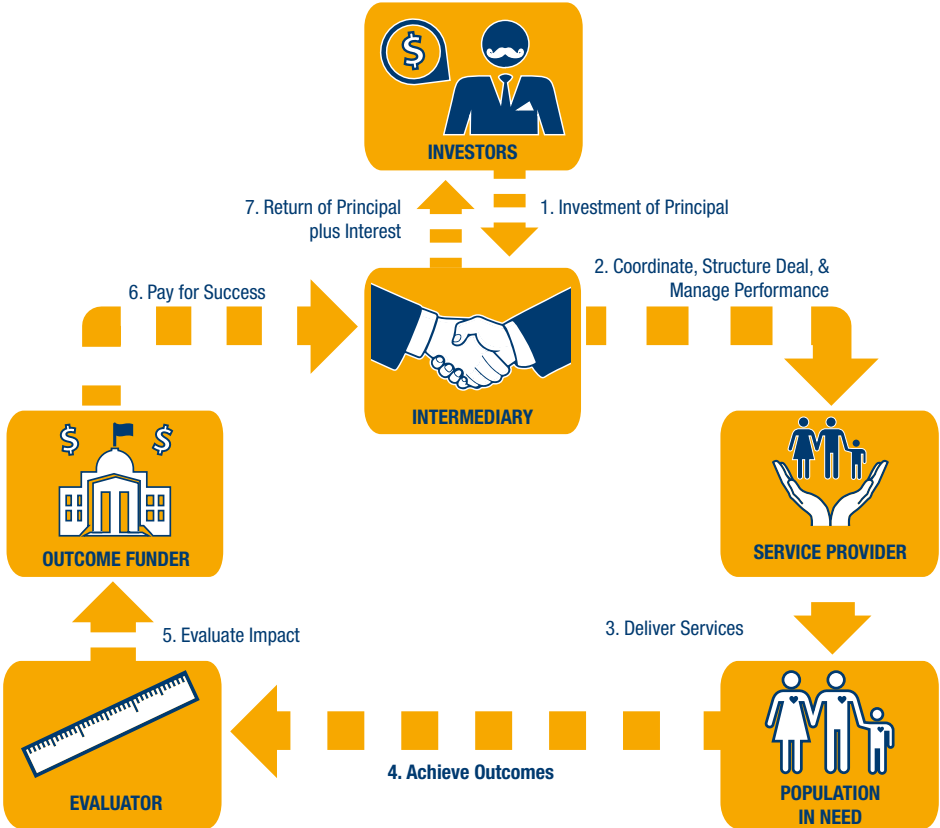 $
INVESTORS
7. Return of Principal
plus Interest
1. Investment of Principal
2. Coordinate, Structure Deal, &
Manage Performance
6. Pay for Success
INTERMEDIARY
$ $
OUTCOME FUNDER
SERVICE PROVIDER
5. Evaluate Impact
3. Deliver Services
4. Achieve Outcomes
EVALUATOR
POPULATION
IN NEED